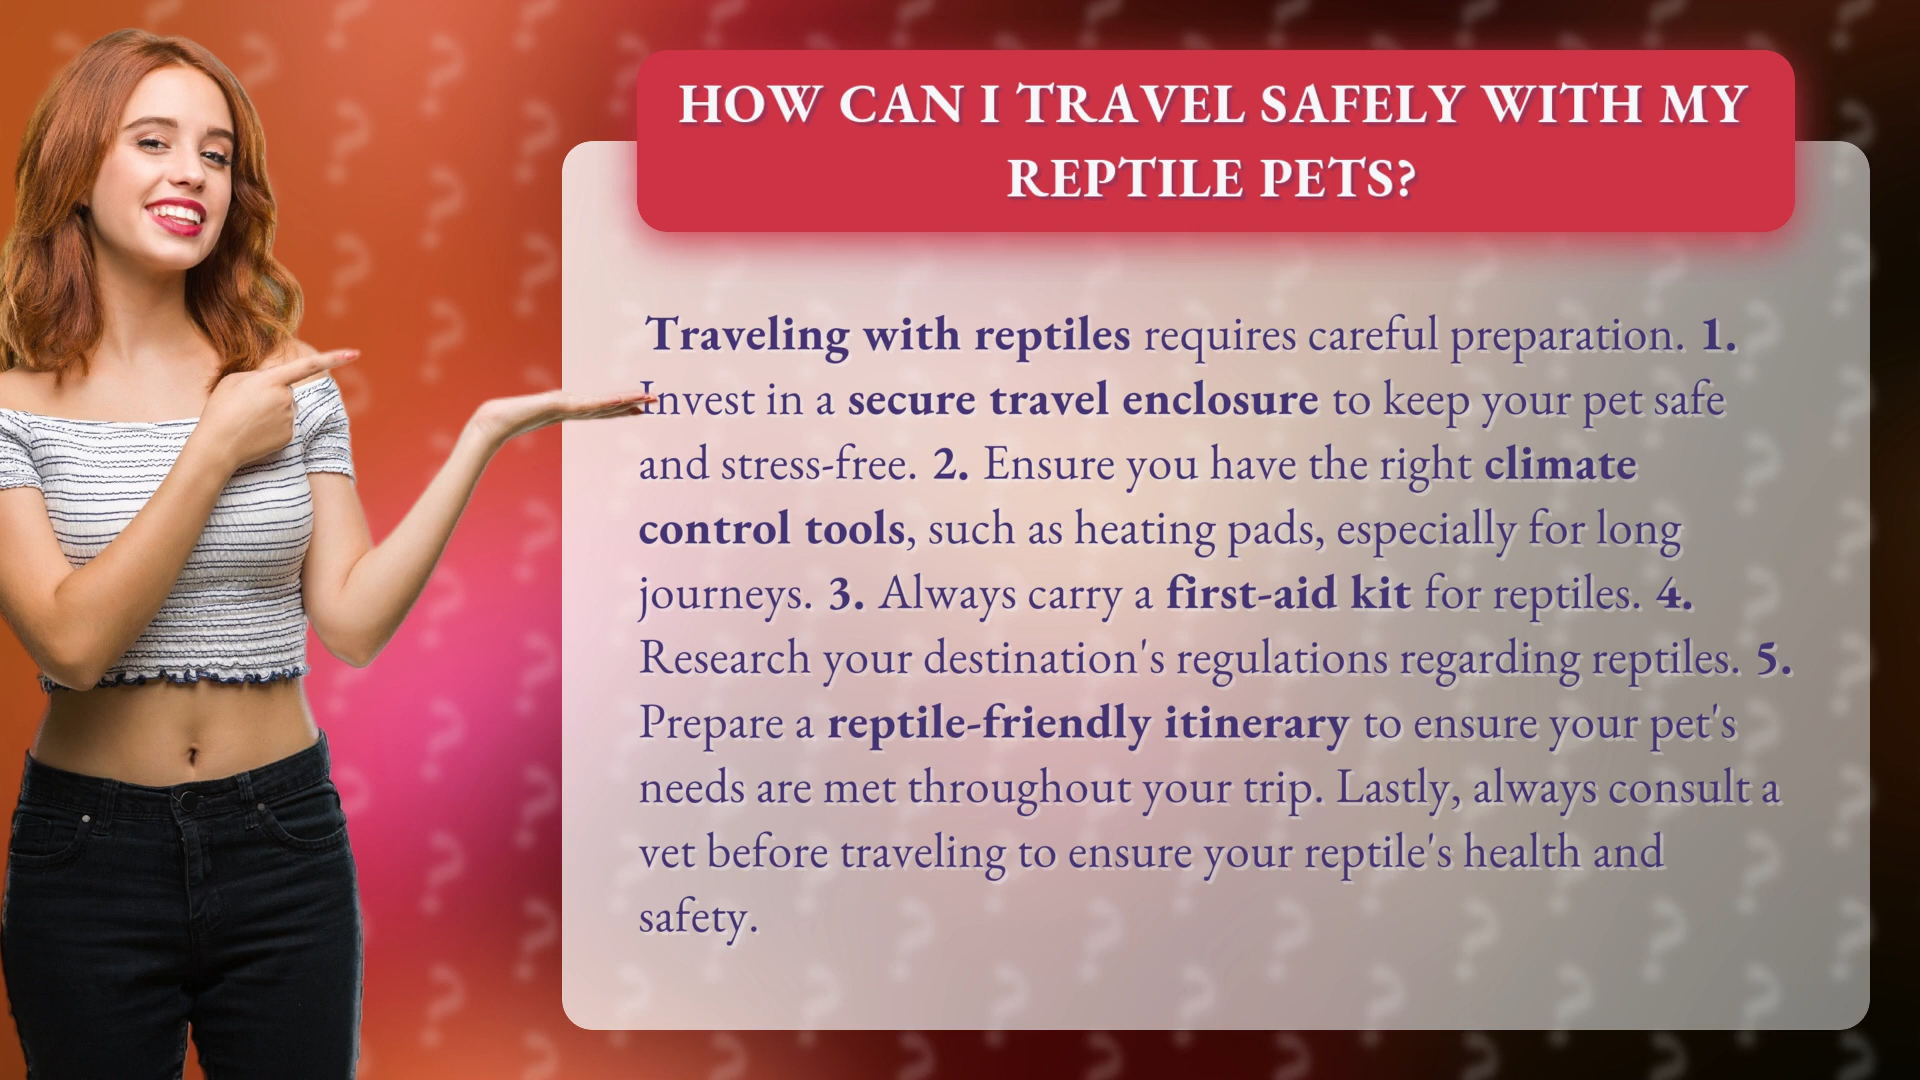 HOW CAN I TRAVEL SAFELY WITH MY
REPTILE PETS?
Traveling with reptiles requires careful preparation. 1.
Invest in a secure travel enclosure to keep your pet safe
and stress-free. 2. Ensure you have the right climate
control tools, such as heating pads, especially for long
journeys. 3. Always carry a first-aid kit for reptiles. 4.
Research your destination's regulations regarding reptiles. 5.
Prepare a reptile-friendly itinerary to ensure your pet's
needs are met throughout your trip. Lastly, always consult a
vet before traveling to ensure your reptile's health and
safety.